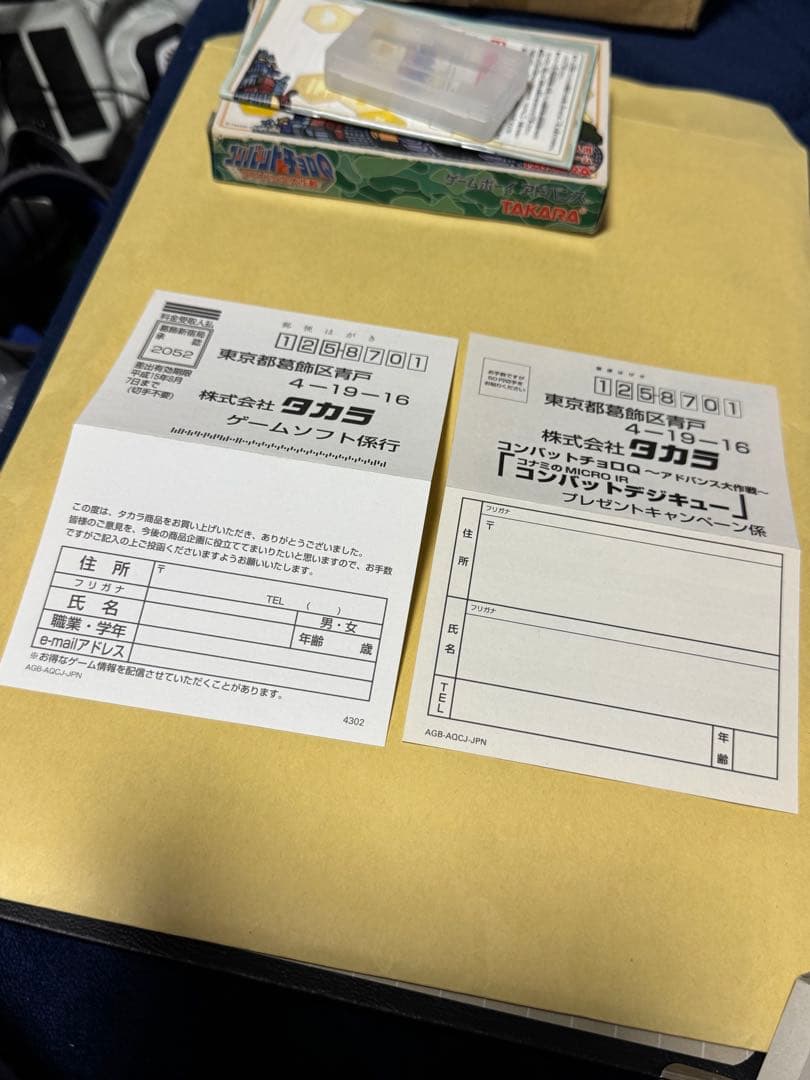 コンバットチョロQ
ゲームボーイアドバンス
TAKARA
料金受取人払
葛飾新宿局
承認
2052
差出有効期限
平成15年8月
7日まで
(切手不要)
郵便はがき
1258701
東京都葛飾区青戸
4-19-16
株式会社 タカラ
ゲームソフト係行
この度は、タカラ商品をお買い上げいただき、ありがとうございました。
皆様のご意見を、今後の商品企画に役立ててまいりたいと思いますので、お手数
ですがご記入の上ご投函くださいますようお願いいたします。
住所
〒
TEL ( )
フリガナ
氏名
男・女
職業・学年
年齢 歳
e-mailアドレス
※お得なゲーム情報を配信させていただくことがあります。
AGB-AQCJ-JPN
4302
お手数ですが
50円切手を
お貼りください
郵便はがき
1258701
東京都葛飾区青戸
4-19-16
株式会社 タカラ
コンバットチョロQ ～アドバンス大作戦～
コナミのMICRO IR
「コンバットデジキュー」
プレゼントキャンペーン係
フリガナ
住所
〒
フリガナ
氏名
TEL
年齢
AGB-AQCJ-JPN